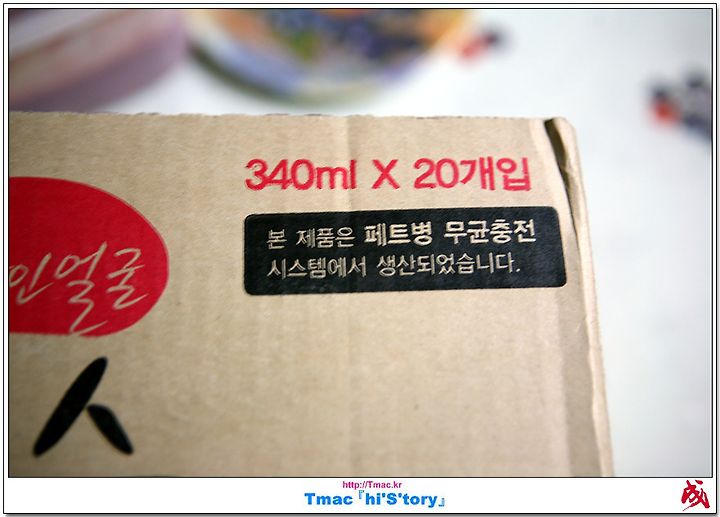 340ml X 20개입
본 제품은 페트병 무균충전
시스템에서 생산되었습니다.
인얼굴
http://Tmac.kr
Tmac『hi'S'tory』
成